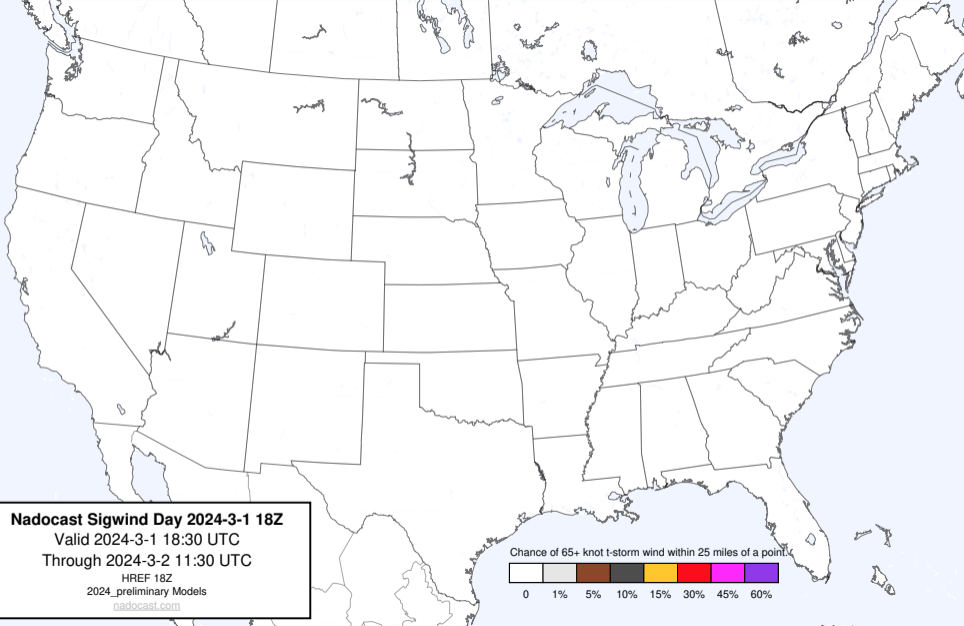 Nadocast Sigwind Day 2024-3-1 18Z
Valid 2024-3-1 18:30 UTC
Through 2024-3-2 11:30 UTC
HREF 18Z
2024_preliminary Models
nadocast.com
Chance of 65+ knot t-storm wind within 25 miles of a point.
0 1% 5% 10% 15% 30% 45% 60%